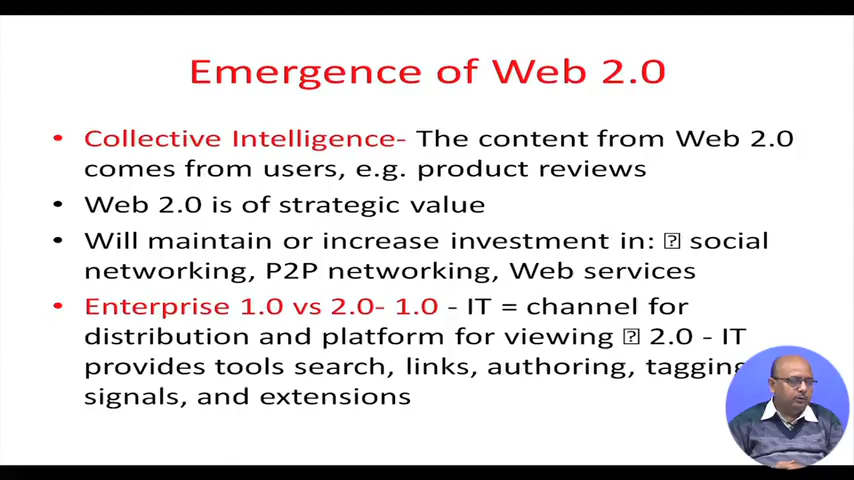 Emergence of Web 2.0
• Collective Intelligence- The content from Web 2.0
comes from users, e.g. product reviews
• Web 2.0 is of strategic value
• Will maintain or increase investment in: social
networking, P2P networking, Web services
• Enterprise 1.0 vs 2.0- 1.0 - IT = channel for
distribution and platform for viewing 2.0 - IT
provides tools search, links, authoring, tagging
signals, and extensions